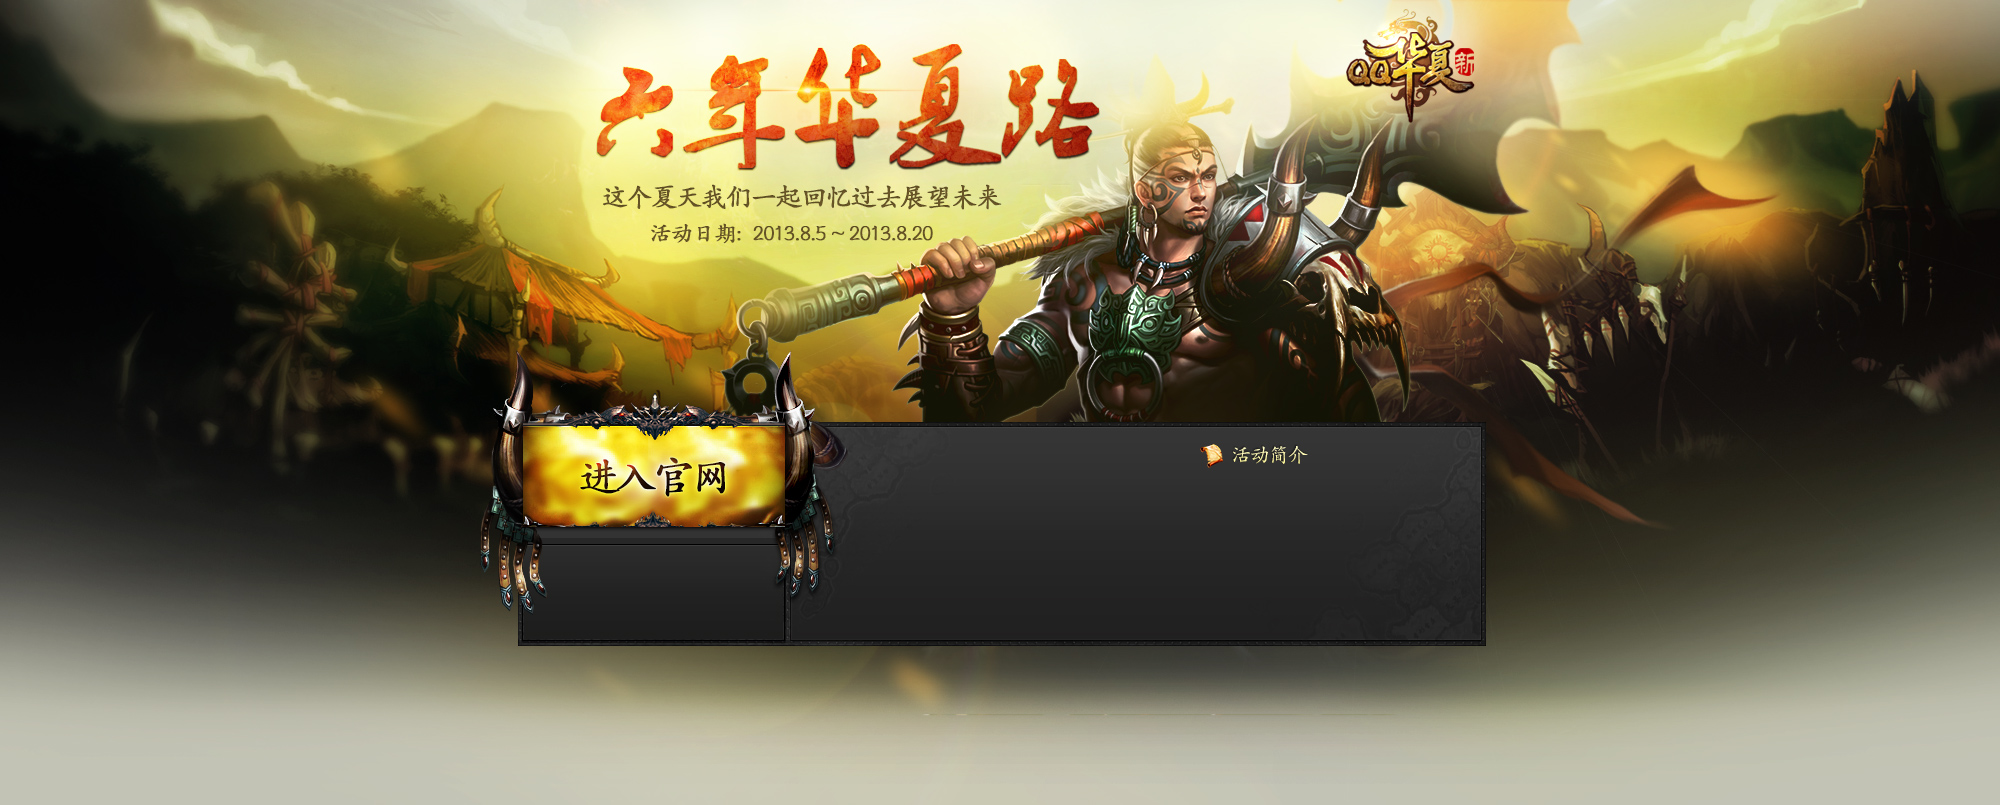 六年华夏路
QQ华夏 新
这个夏天我们一起回忆过去展望未来
活动日期: 2013.8.5~2013.8.20
活动简介
进入官网